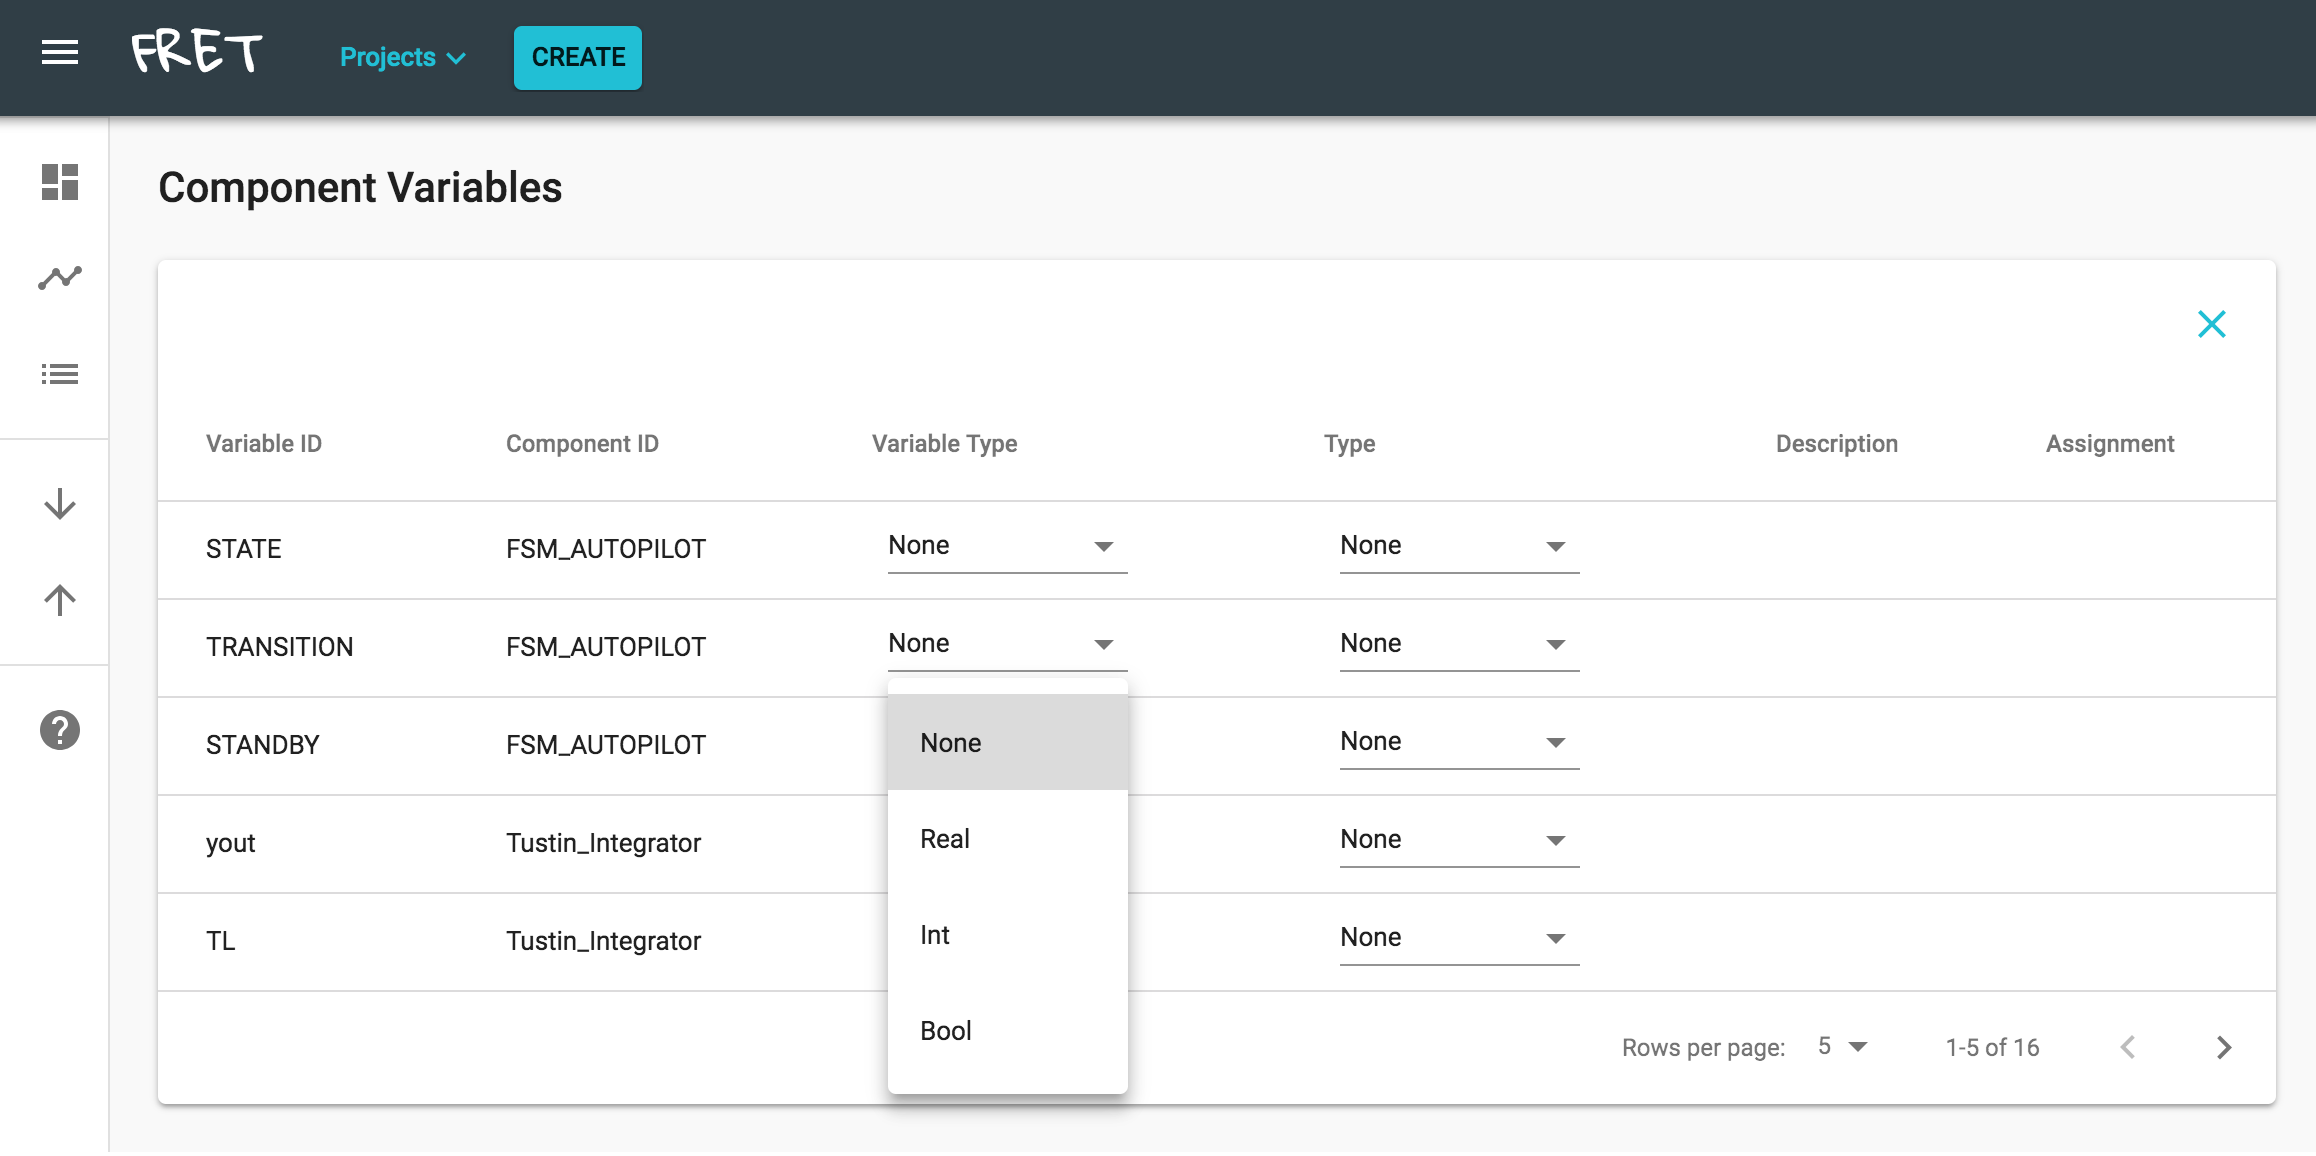 FRET Projects CREATE
Component Variables
Variable ID Component ID Variable Type Type Description Assignment
STATE FSM_AUTOPILOT None None
TRANSITION FSM_AUTOPILOT None None
STANDBY FSM_AUTOPILOT None None
yout Tustin_Integrator Real None
TL Tustin_Integrator Int None
Bool
Rows per page: 5 1-5 of 16